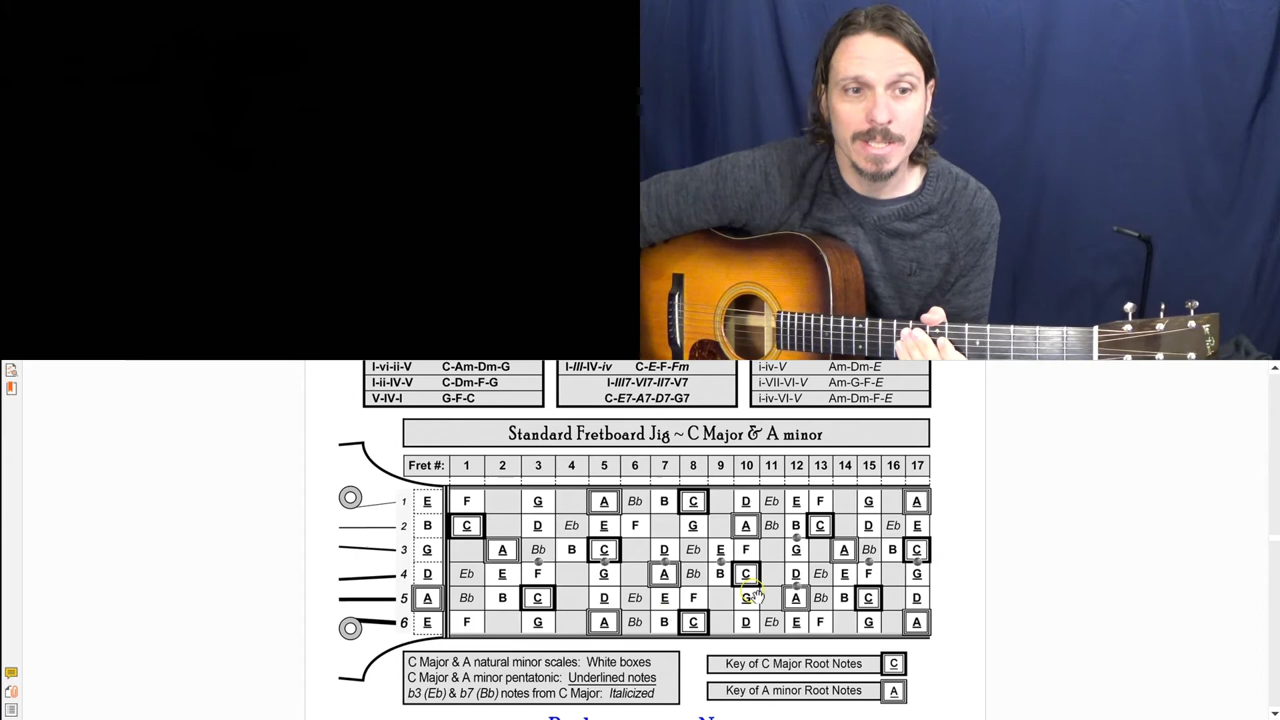 I-vi-ii-V C-Am-Dm-G
I-ii-IV-V C-Dm-F-G
V-IV-I G-F-C
I-III-IV-iv C-E-F-Fm
I-III7-VI7-II7-V7
C-E7-A7-D7-G7
i-iv-V Am-Dm-E
i-VII-VI-V Am-G-F-E
i-iv-VI-V Am-Dm-F-E
Standard Fretboard Jig ~ C Major & A minor
Fret #: 1 2 3 4 5 6 7 8 9 10 11 12 13 14 15 16 17
1 E F G A Bb B C D Eb E F G A
2 B C D Eb E F G A Bb B C D Eb E
3 G A Bb B C D Eb E F G A Bb B C
4 D Eb E F G A Bb B C D Eb E F G
5 A Bb B C D Eb E F G A Bb B C D
6 E F G A Bb B C D Eb E F G A
C Major & A natural minor scales: White boxes
C Major & A minor pentatonic: Underlined notes
b3 (Eb) & b7 (Bb) notes from C Major: Italicized
Key of C Major Root Notes C
Key of A minor Root Notes A